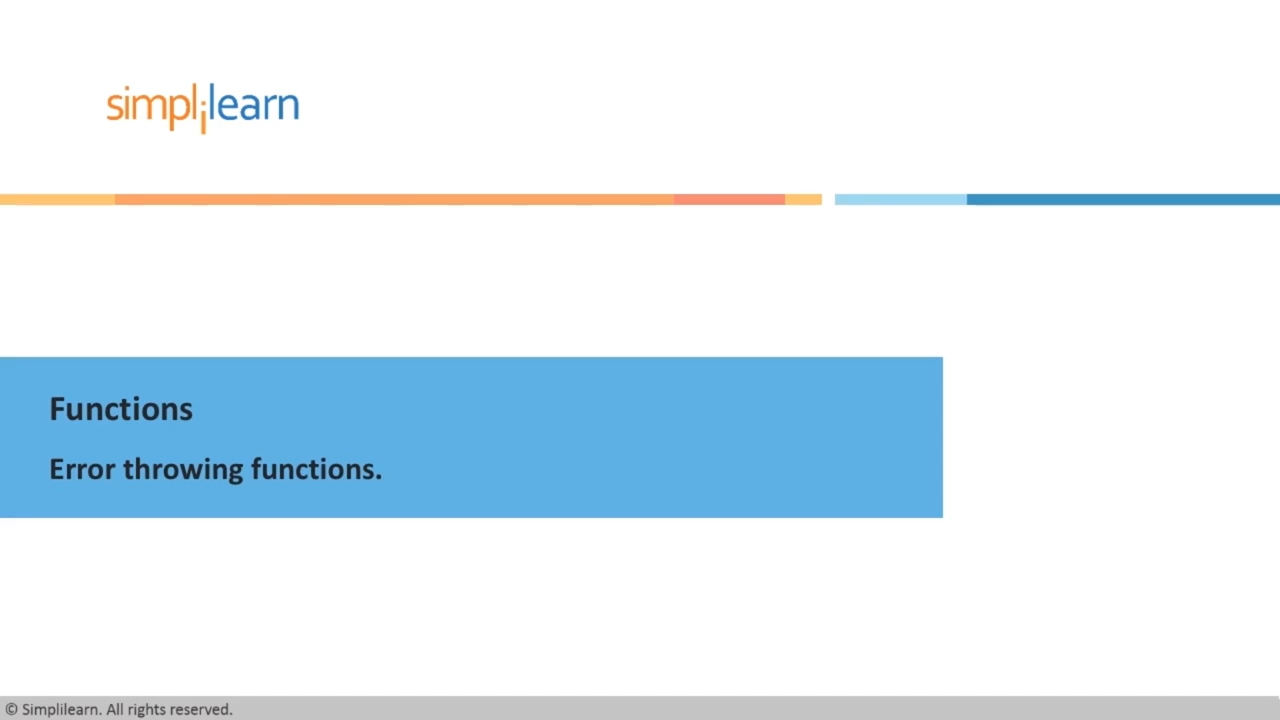 simplilearn
Functions
Error throwing functions.
© Simplilearn. All rights reserved.